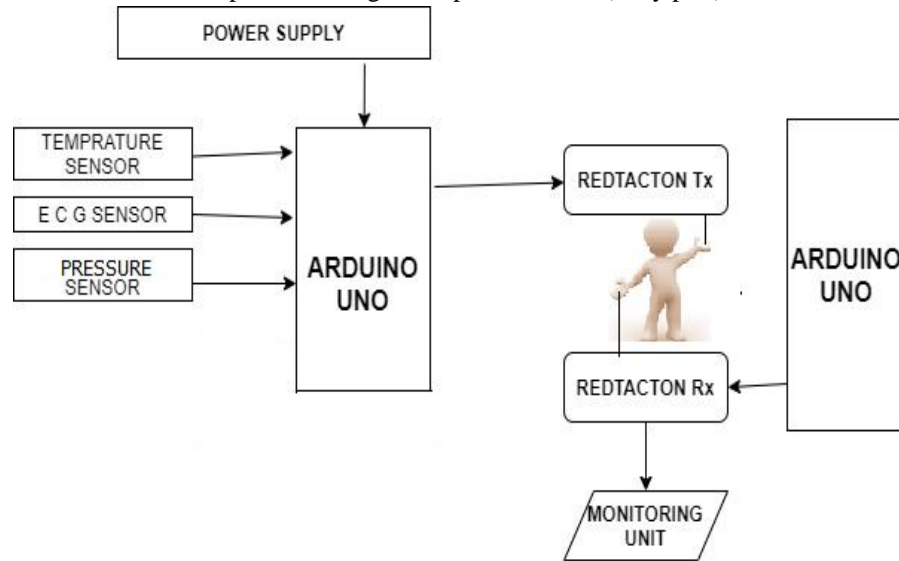 POWER SUPPLY
TEMPRATURE
SENSOR
E C G SENSOR
PRESSURE
SENSOR
ARDUINO
UNO
REDTACTON Tx
REDTACTON Rx
MONITORING
UNIT
ARDUINO
UNO